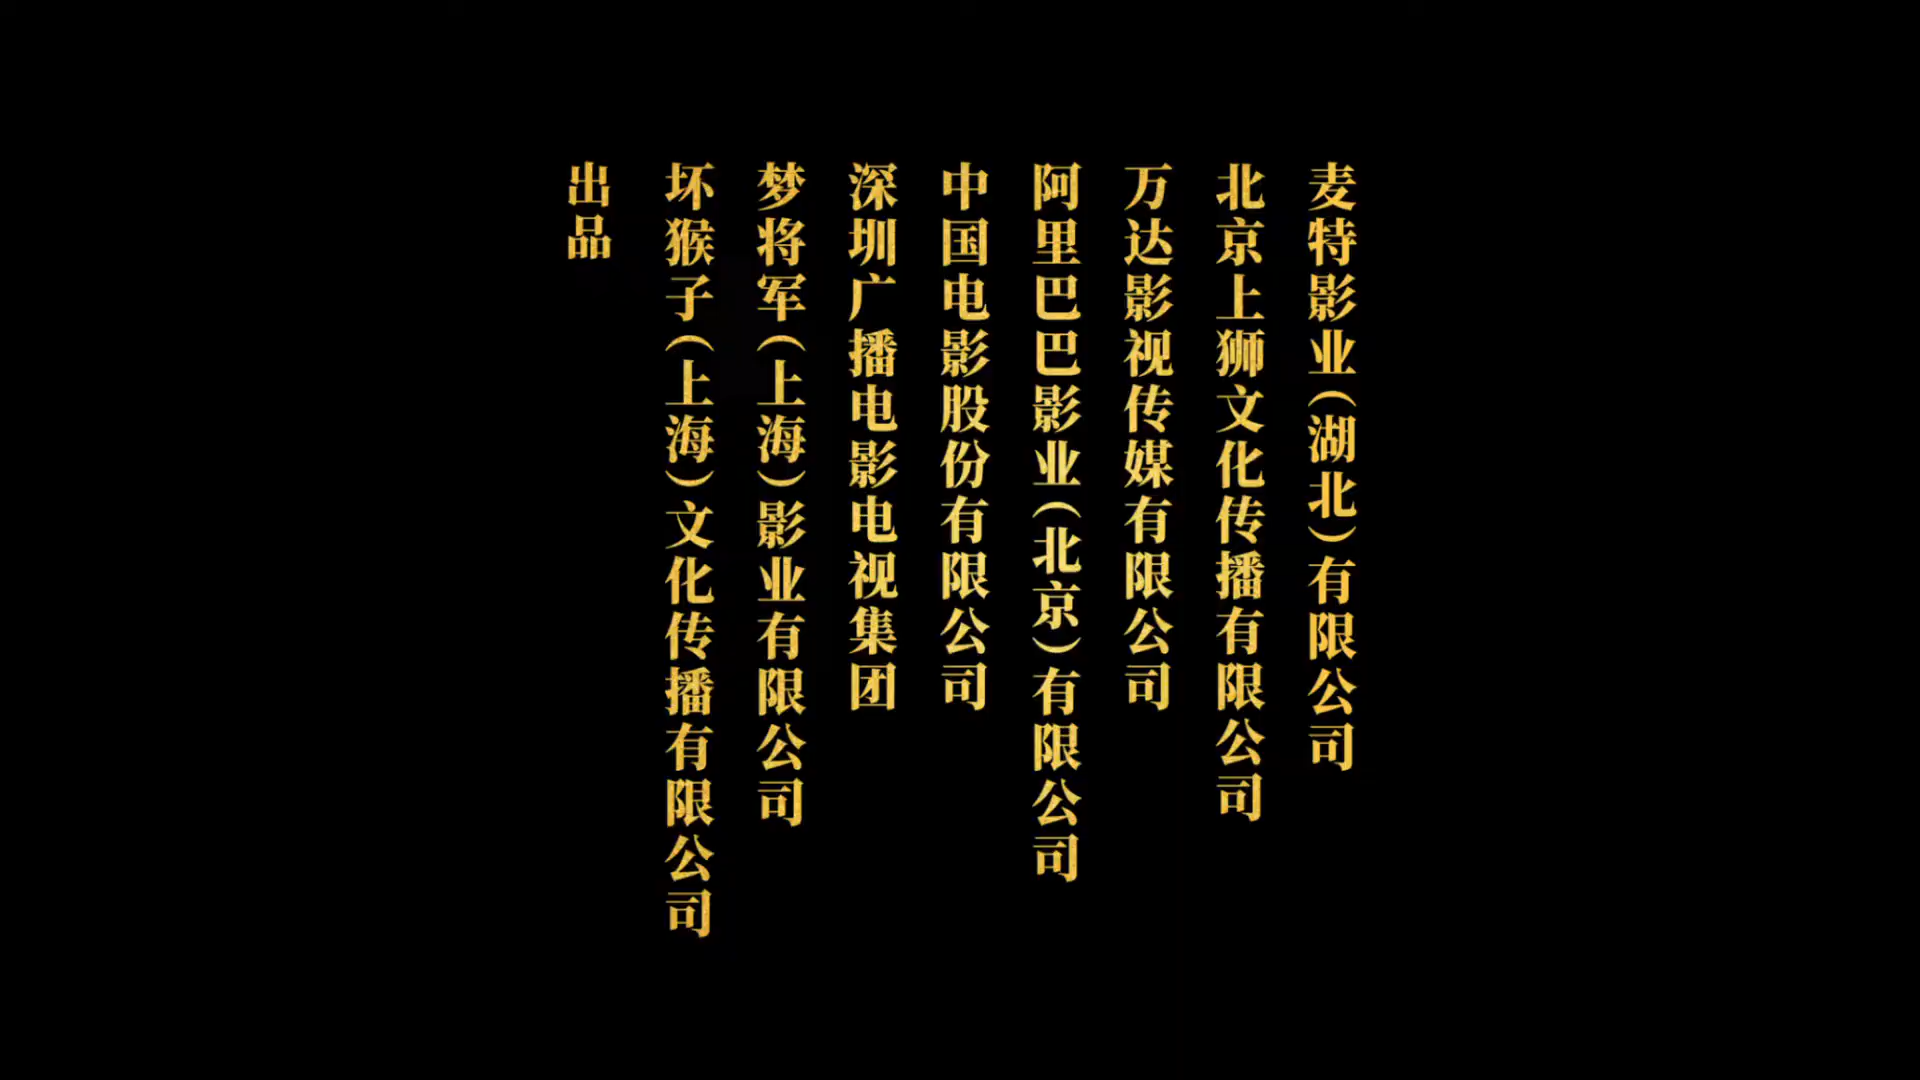 麦特影业(湖北)有限公司
北京上狮文化传播有限公司
万达影视传媒有限公司
阿里巴巴影业(北京)有限公司
中国电影股份有限公司
深圳广播电影电视集团
梦将军(上海)影业有限公司
坏猴子(上海)文化传播有限公司
出品